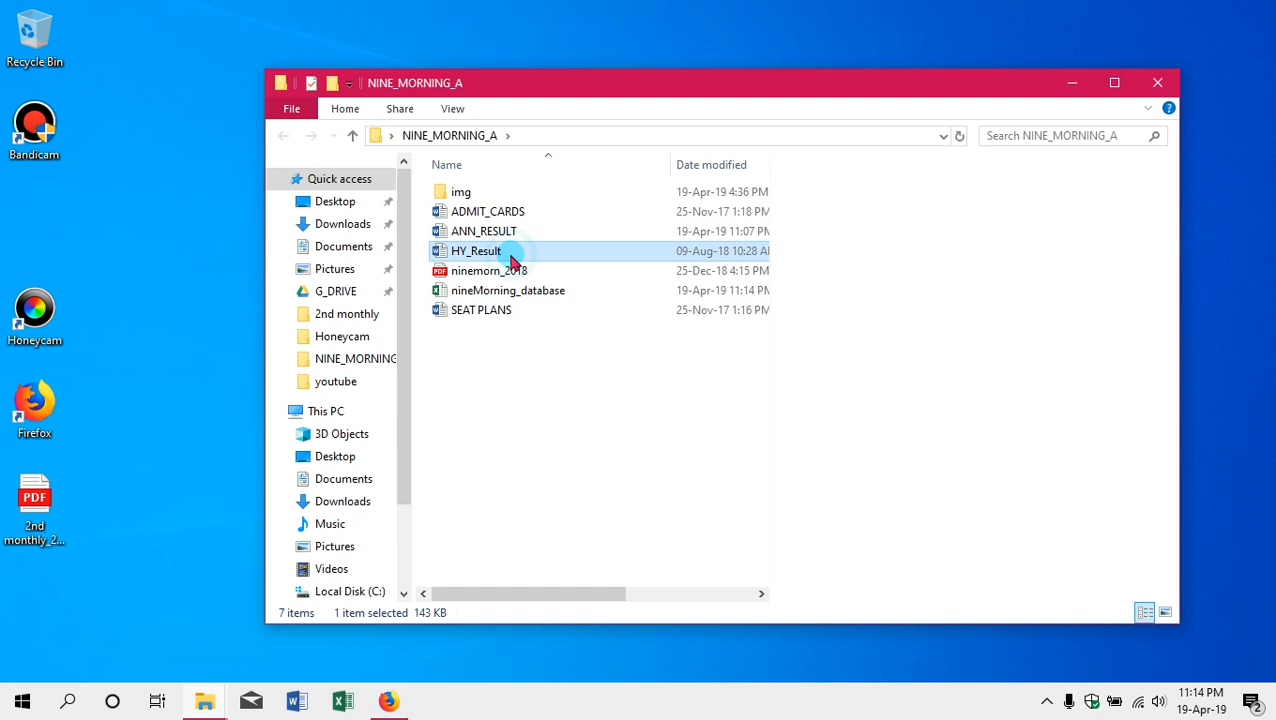 Recycle Bin
Bandicam
Honeycam
Firefox
PDF
2nd
monthly_2...
NINE_MORNING_A
File Home Share View
NINE_MORNING_A
Search NINE_MORNING_A
Quick access
Desktop
Downloads
Documents
Pictures
G_DRIVE
2nd monthly
Honeycam
NINE_MORNING
youtube
This PC
3D Objects
Desktop
Documents
Downloads
Music
Pictures
Videos
Local Disk (C:)
Name Date modified
img 19-Apr-19 4:36 PM
ADMIT_CARDS 25-Nov-17 1:18 PM
ANN_RESULT 19-Apr-19 11:07 PM
HY_Result 09-Aug-18 10:28 A
PDF ninemorn_2018 25-Dec-18 4:15 PM
nineMorning_database 19-Apr-19 11:14 PM
SEAT PLANS 25-Nov-17 1:16 PM
7 items 1 item selected 143 KB
11:14 PM
19-Apr-19
2